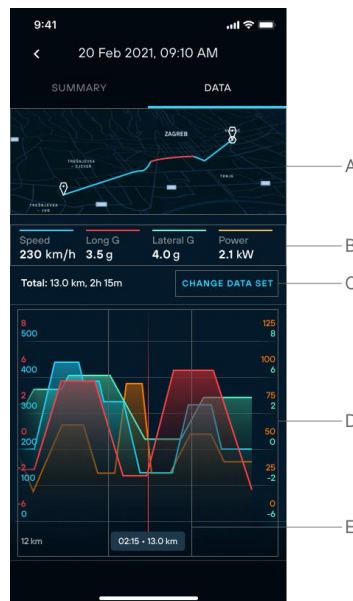 9:41
20 Feb 2021, 09:10 AM
SUMMARY DATA
ZAGREB
TREŠNJEVKA
- SJEVER
TRNJE
TREŠNJEVKA
- JUG
A
Speed Long G Lateral G Power
230 km/h 3.5 g 4.0 g 2.1 kW
B
Total: 13.0 km, 2h 15m CHANGE DATA SET
C
8 125
500 8
6 100
400 6
2 75
300 2
0 50
200 0
-2 25
100 -2
-6 0
0 -6
D
12 km 02:15 • 13.0 km
E